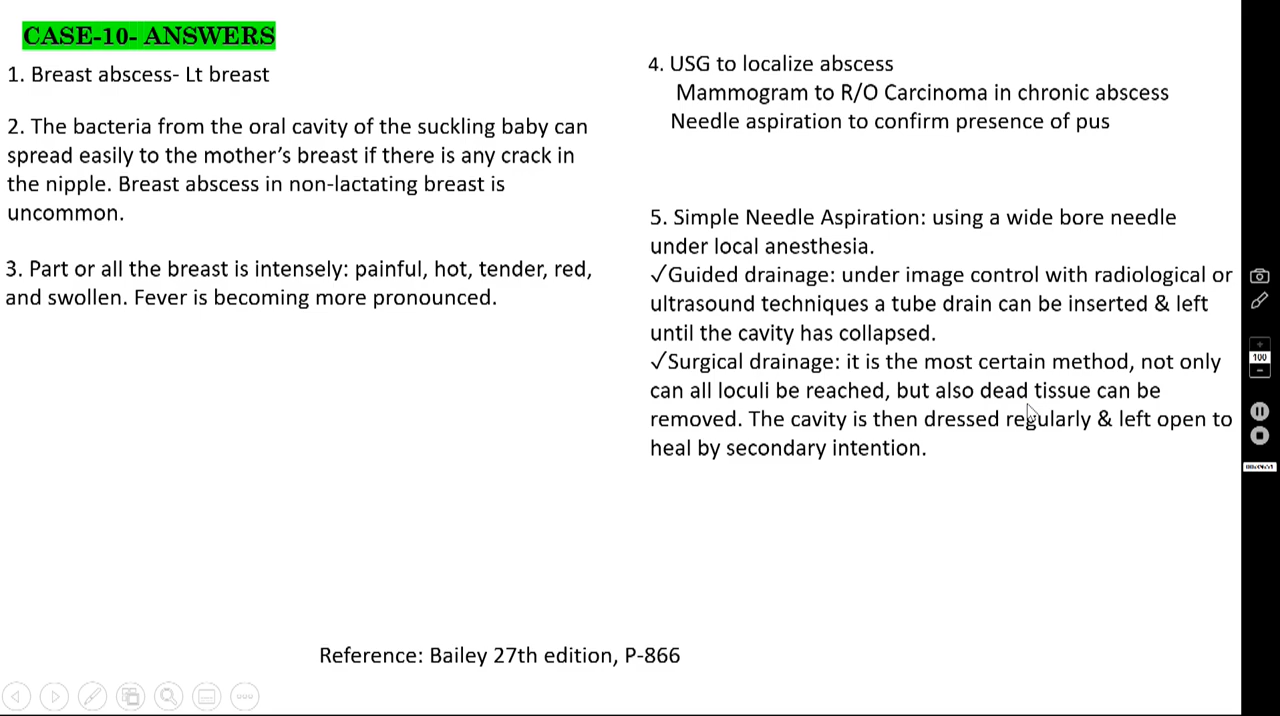 CASE-10- ANSWERS
1. Breast abscess- Lt breast
2. The bacteria from the oral cavity of the suckling baby can
spread easily to the mother’s breast if there is any crack in
the nipple. Breast abscess in non-lactating breast is
uncommon.
3. Part or all the breast is intensely: painful, hot, tender, red,
and swollen. Fever is becoming more pronounced.
4. USG to localize abscess
Mammogram to R/O Carcinoma in chronic abscess
Needle aspiration to confirm presence of pus
5. Simple Needle Aspiration: using a wide bore needle
under local anesthesia.
✓Guided drainage: under image control with radiological or
ultrasound techniques a tube drain can be inserted & left
until the cavity has collapsed.
✓Surgical drainage: it is the most certain method, not only
can all loculi be reached, but also dead tissue can be
removed. The cavity is then dressed regularly & left open to
heal by secondary intention.
Reference: Bailey 27th edition, P-866
100